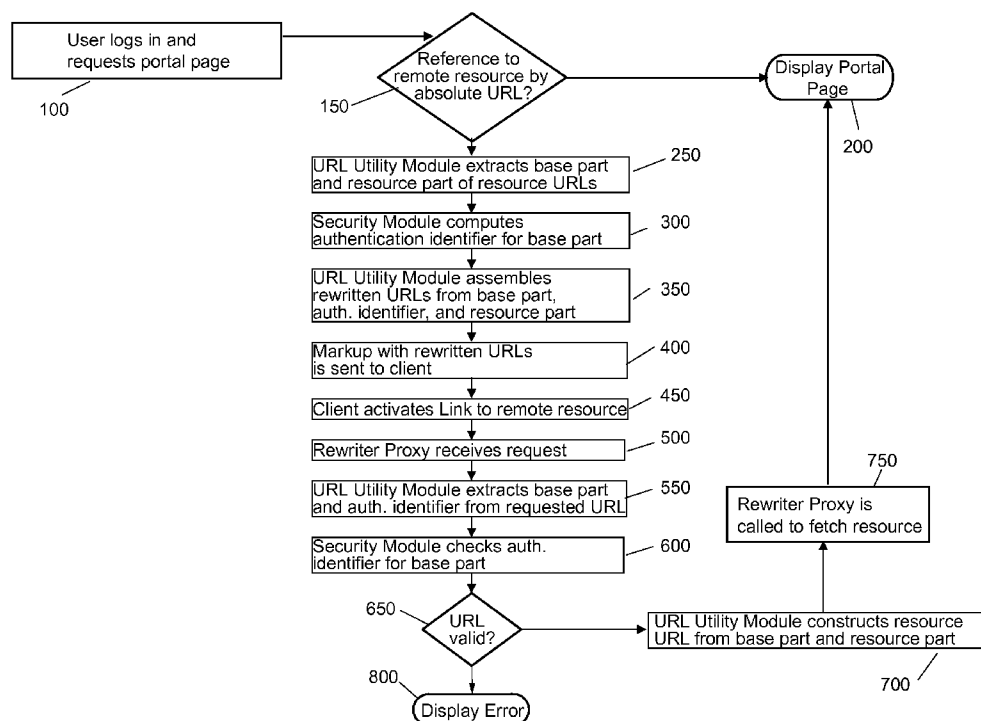 User logs in and
requests portal page
100
Reference to
remote resource by
absolute URL?
150
Display Portal
Page
200
URL Utility Module extracts base part
and resource part of resource URLs
250
Security Module computes
authentication identifier for base part
300
URL Utility Module assembles
rewritten URLs from base part,
auth. identifier, and resource part
350
Markup with rewritten URLs
is sent to client
400
Client activates Link to remote resource
450
Rewriter Proxy receives request
500
URL Utility Module extracts base part
and auth. identifier from requested URL
550
Security Module checks auth.
identifier for base part
600
650
URL
valid?
URL Utility Module constructs resource
URL from base part and resource part
700
750
Rewriter Proxy is
called to fetch resource
800
Display Error